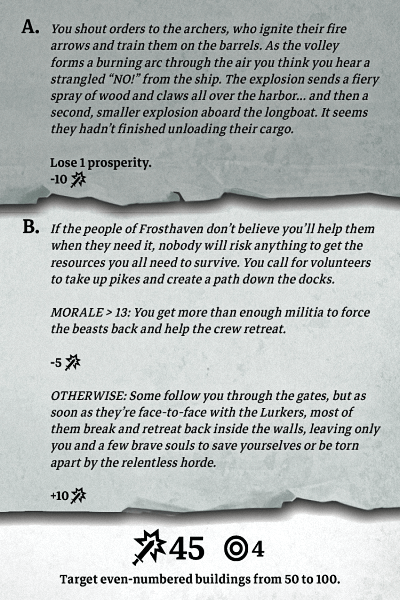 A. You shout orders to the archers, who ignite their fire
arrows and train them on the barrels. As the volley
forms a burning arc through the air you think you hear a
strangled “NO!” from the ship. The explosion sends a fiery
spray of wood and claws all over the harbor... and then a
second, smaller explosion aboard the longboat. It seems
they hadn’t finished unloading their cargo.
Lose 1 prosperity.
-10
B. If the people of Frosthaven don’t believe you’ll help them
when they need it, nobody will risk anything to get the
resources you all need to survive. You call for volunteers
to take up pikes and create a path down the docks.
MORALE > 13: You get more than enough militia to force
the beasts back and help the crew retreat.
-5
OTHERWISE: Some follow you through the gates, but as
soon as they’re face-to-face with the Lurkers, most of
them break and retreat back inside the walls, leaving only
you and a few brave souls to save yourselves or be torn
apart by the relentless horde.
+10
45 4
Target even-numbered buildings from 50 to 100.